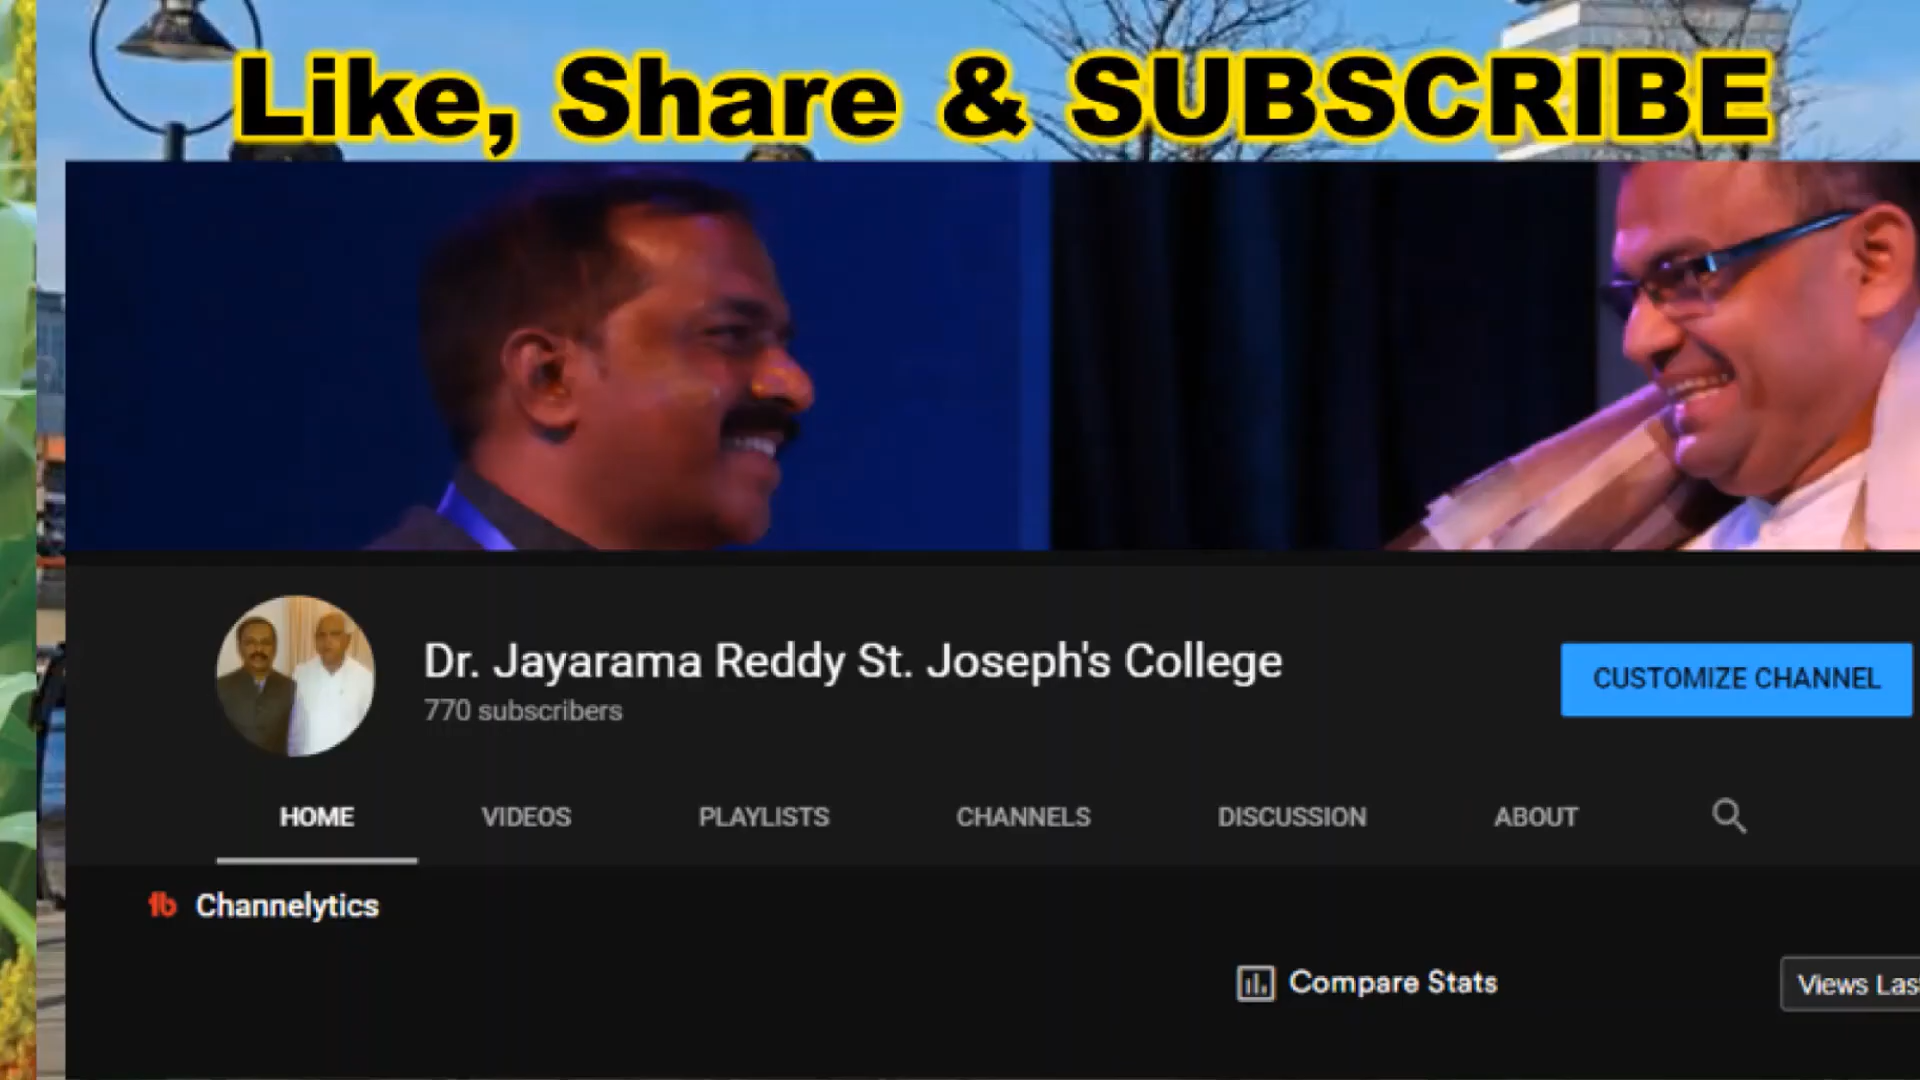 Like, Share & SUBSCRIBE
Dr. Jayarama Reddy St. Joseph's College
770 subscribers
CUSTOMIZE CHANNEL
HOME VIDEOS PLAYLISTS CHANNELS DISCUSSION ABOUT
Channelytics
Compare Stats
Views Las